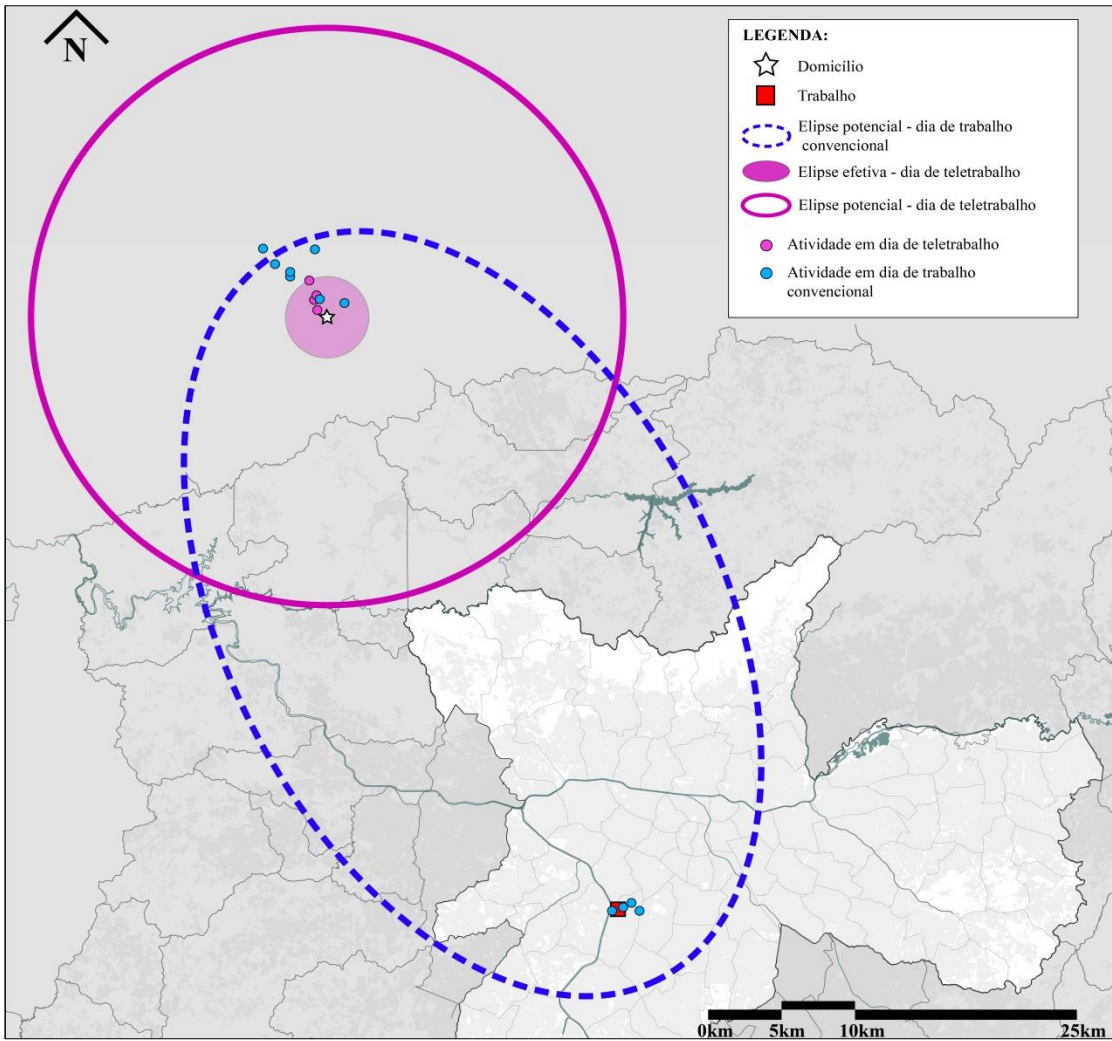 N
LEGENDA:
Domicílio
Trabalho
Elipse potencial - dia de trabalho
convencional
Elipse efetiva - dia de teletrabalho
Elipse potencial - dia de teletrabalho
Atividade em dia de teletrabalho
Atividade em dia de trabalho
convencional
0km 5km 10km 25km